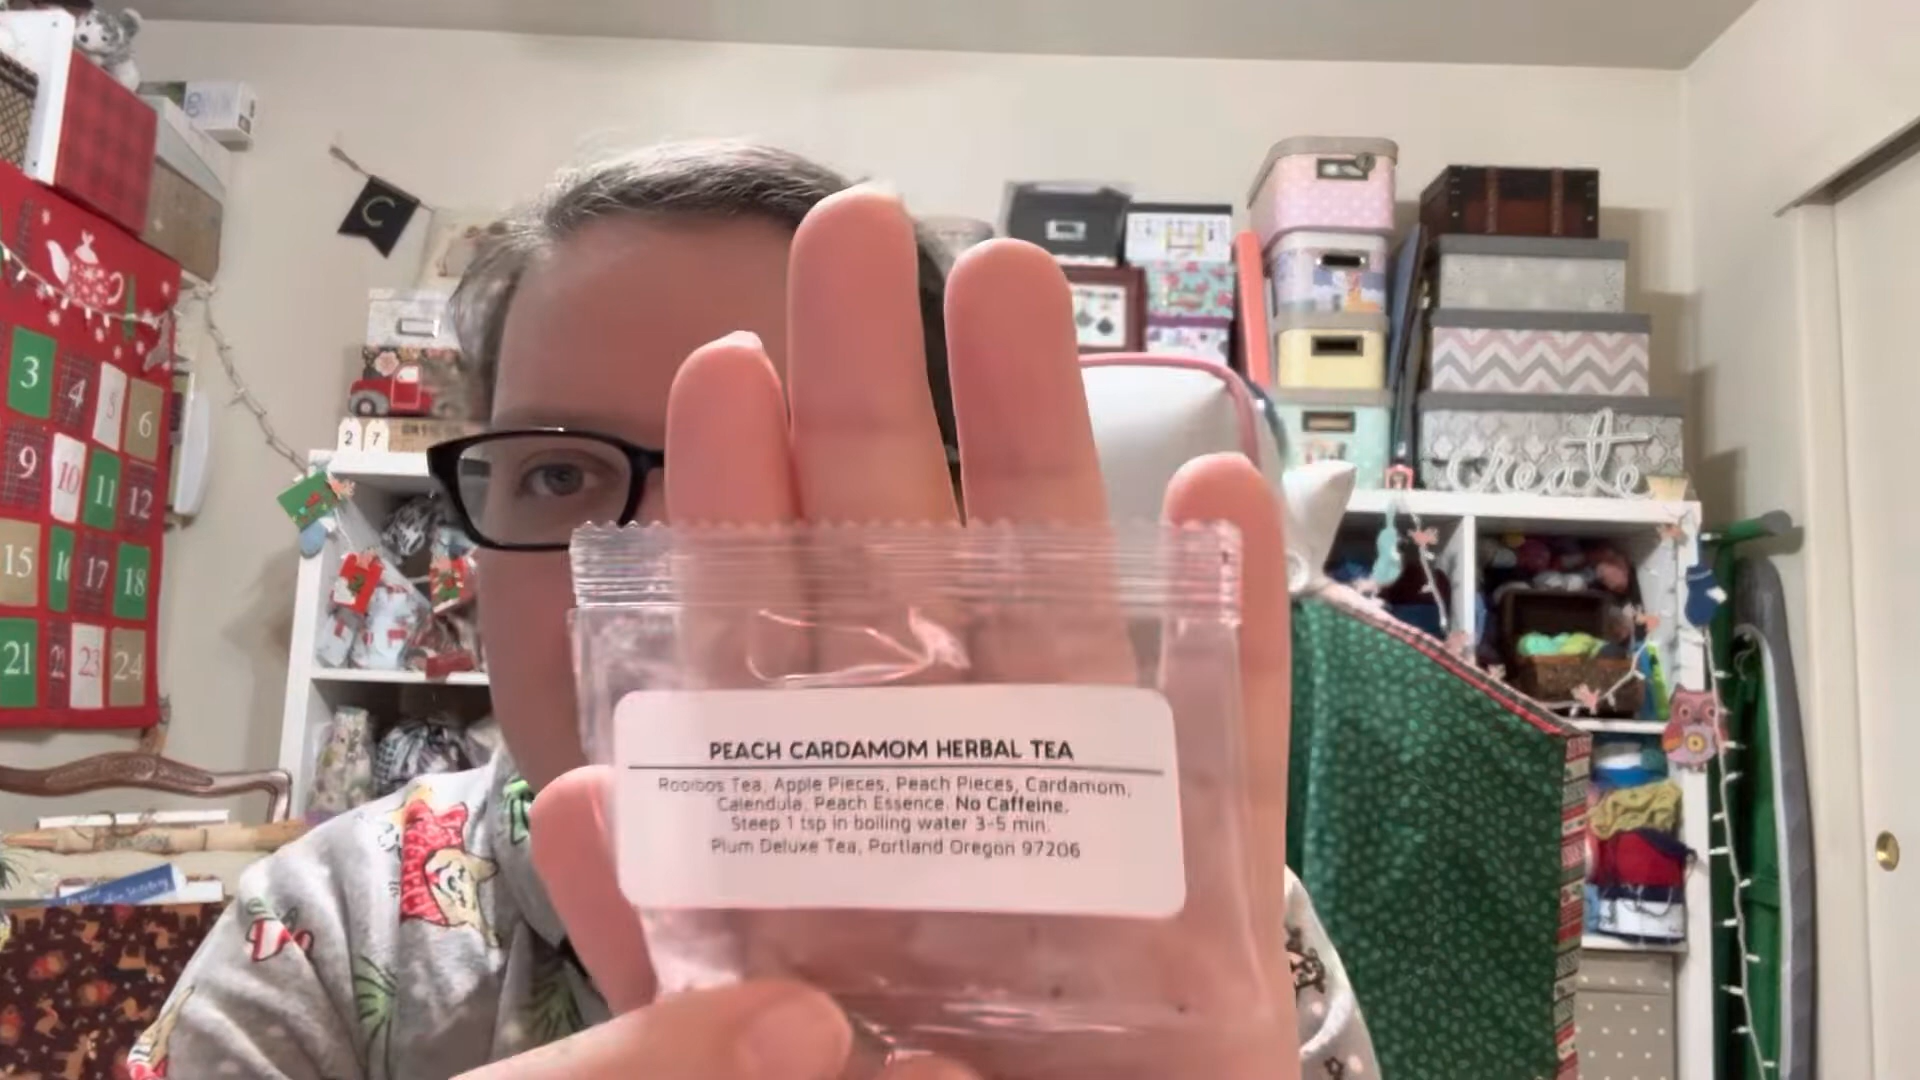 C
3
4
5
6
9
10
11
12
15
17
18
21
23
24
2 7
create
PEACH CARDAMOM HERBAL TEA
Rooibos Tea, Apple Pieces, Peach Pieces, Cardamom,
Calendula, Peach Essence. No Caffeine.
Steep 1 tsp in boiling water 3-5 min.
Plum Deluxe Tea, Portland Oregon 97206